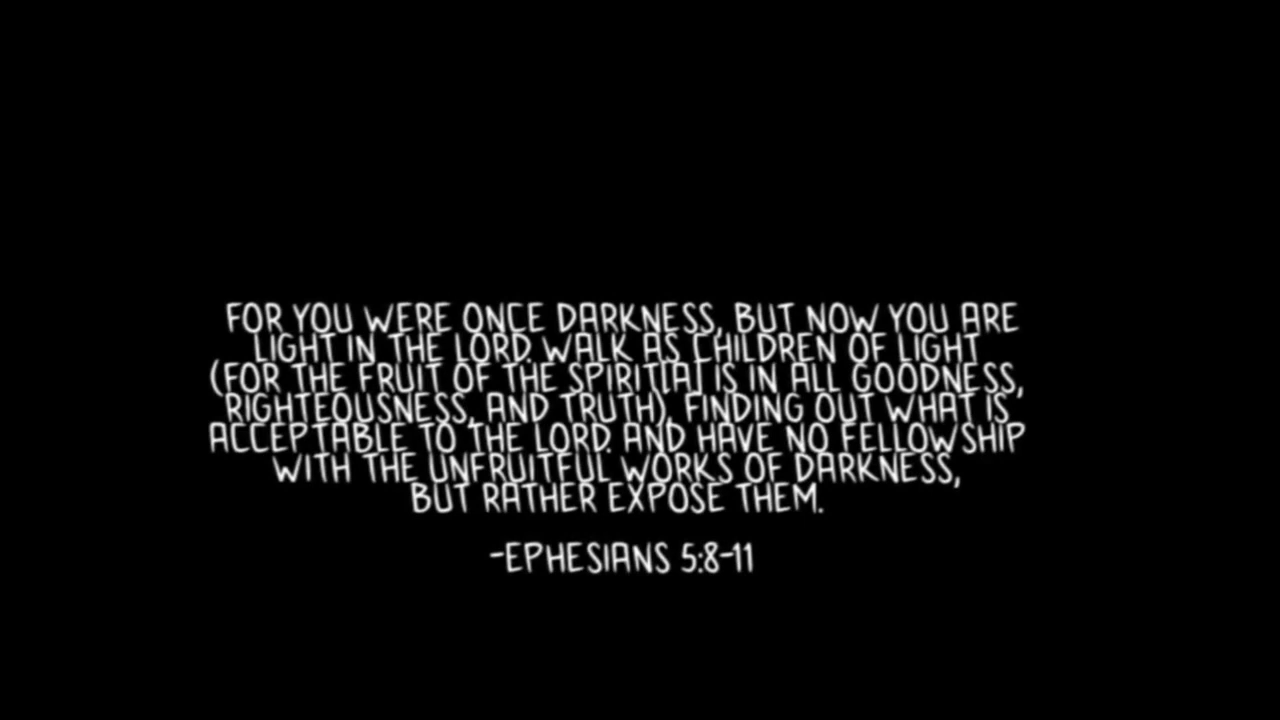 FOR YOU WERE ONCE DARKNESS, BUT NOW YOU ARE
LIGHT IN THE LORD. WALK AS CHILDREN OF LIGHT
(FOR THE FRUIT OF THE SPIRIT[A] IS IN ALL GOODNESS,
RIGHTEOUSNESS, AND TRUTH), FINDING OUT WHAT IS
ACCEPTABLE TO THE LORD. AND HAVE NO FELLOWSHIP
WITH THE UNFRUITFUL WORKS OF DARKNESS,
BUT RATHER EXPOSE THEM.
-EPHESIANS 5:8-11